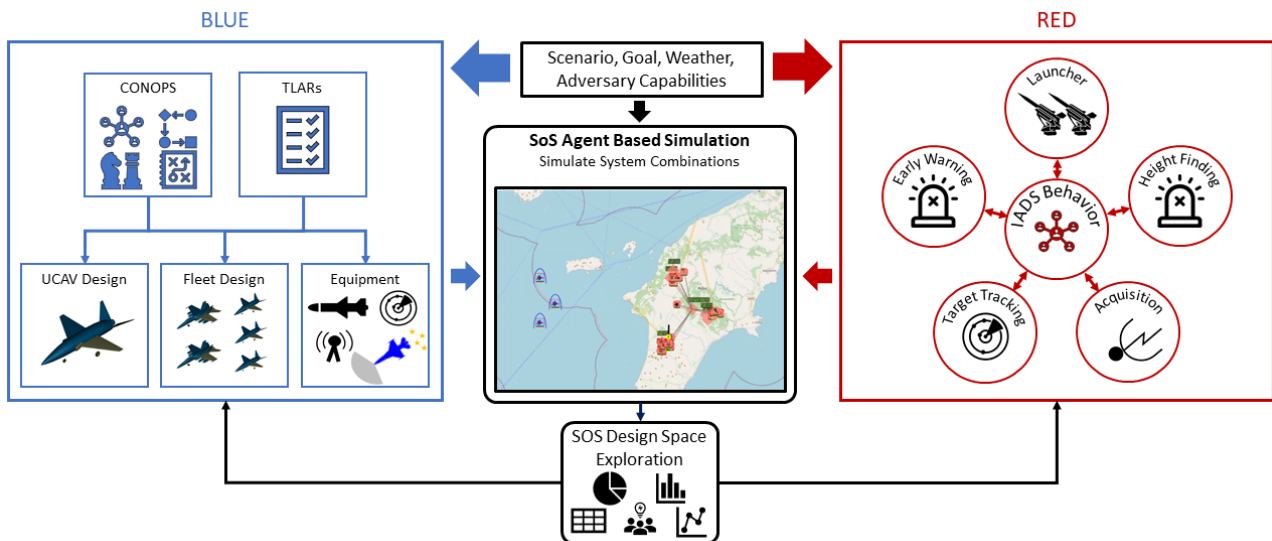 BLUE
RED
Scenario, Goal, Weather,
Adversary Capabilities
CONOPS
TLARs
SoS Agent Based Simulation
Simulate System Combinations
UCAV Design
Fleet Design
Equipment
Launcher
Early Warning
Height Finding
IADS Behavior
Target Tracking
Acquisition
SOS Design Space
Exploration